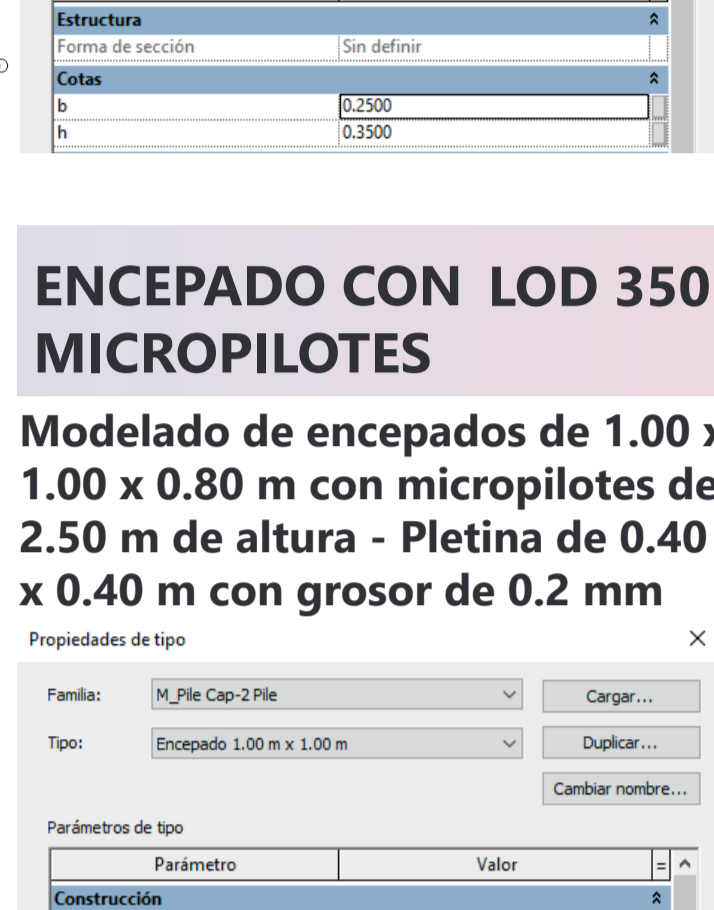 Estructura
Forma de sección Sin definir
Cotas
b 0.2500
h 0.3500
ENCEPADO CON LOD 350
MICROPILOTES
Modelado de encepados de 1.00 x
1.00 x 0.80 m con micropilotes de
2.50 m de altura - Pletina de 0.40
x 0.40 m con grosor de 0.2 mm
Propiedades de tipo
Familia: M_Pile Cap-2 Pile Cargar...
Tipo: Encepado 1.00 m x 1.00 m Duplicar...
Cambiar nombre...
Parámetros de tipo
Parámetro Valor =
Construcción